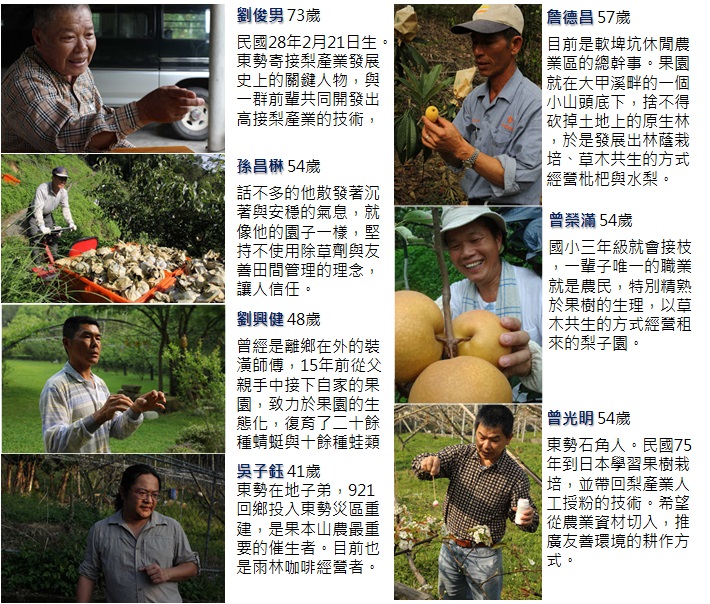 劉俊男 73歲
民國28年2月21日生。
東勢寄接梨產業發展
史上的關鍵人物，與
一群前輩共同開發出
高接梨產業的技術，
孫昌楙 54歲
話不多的他散發著沉
著與安穩的氣息，就
像他的園子一樣，堅
持不使用除草劑與友
善田間管理的理念，
讓人信任。
劉興健 48歲
曾經是離鄉在外的裝
潢師傅，15年前從父
親手中接下自家的果
園，致力於果園的生
態化，復育了二十餘
種蜻蜓與十餘種蛙類
吳子鈺 41歲
東勢在地子弟，921
回鄉投入東勢災區重
建，是果本山農最重
要的催生者。目前也
是雨林咖啡經營者。
詹德昌 57歲
目前是軟埤坑休閒農
業區的總幹事。果園
就在大甲溪畔的一個
小山頭底下，捨不得
砍掉土地上的原生林
，於是發展出林蔭栽
培、草木共生的方式
經營枇杷與水梨。
曾榮滿 54歲
國小三年級就會接枝
，一輩子唯一的職業
就是農民，特別精熟
於果樹的生理，以草
木共生的方式經營租
來的梨子園。
曾光明 54歲
東勢石角人。民國75
年到日本學習果樹栽
培，並帶回梨產業人
工授粉的技術。希望
從農業資材切入，推
廣友善環境的耕作方
式。